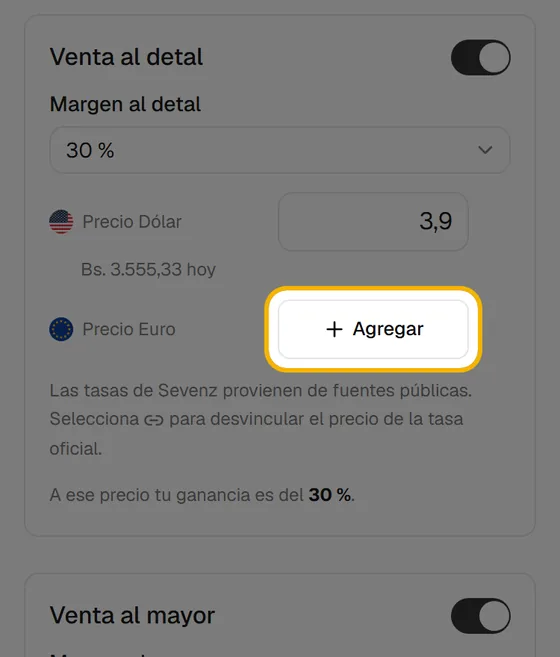 Venta al detal
Margen al detal
30 %
Precio Dólar
3,9
Bs. 3.555,33 hoy
Precio Euro
+ Agregar
Las tasas de Sevenz provienen de fuentes públicas.
Selecciona para desvincular el precio de la tasa
oficial.
A ese precio tu ganancia es del 30 %.
Venta al mayor